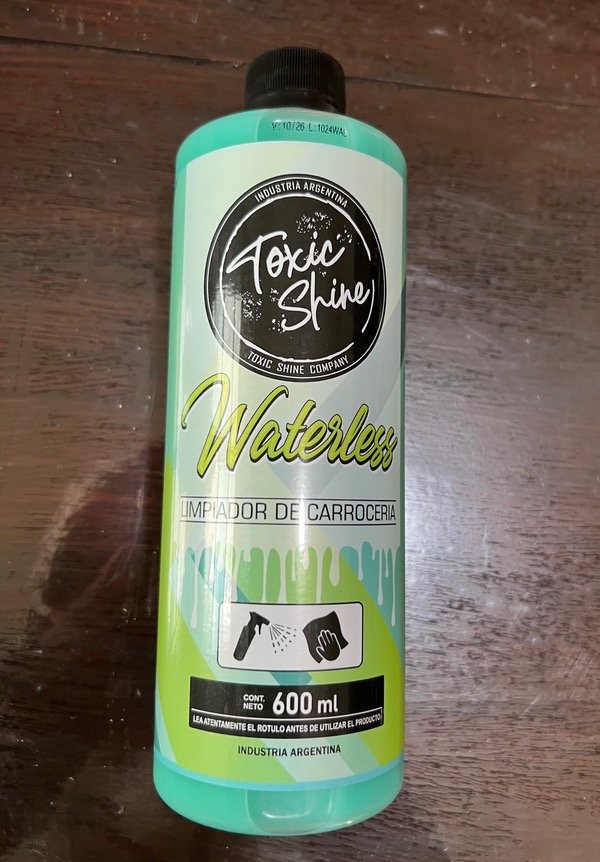 V:10/26 L:1024WAL
INDUSTRIA ARGENTINA
Toxic
Shine
TOXIC SHINE COMPANY
Waterless
LIMPIADOR DE CARROCERIA
CONT.
NETO 600 ml
LEA ATENTAMENTE EL ROTULO ANTES DE UTILIZAR EL PRODUCTO
INDUSTRIA ARGENTINA